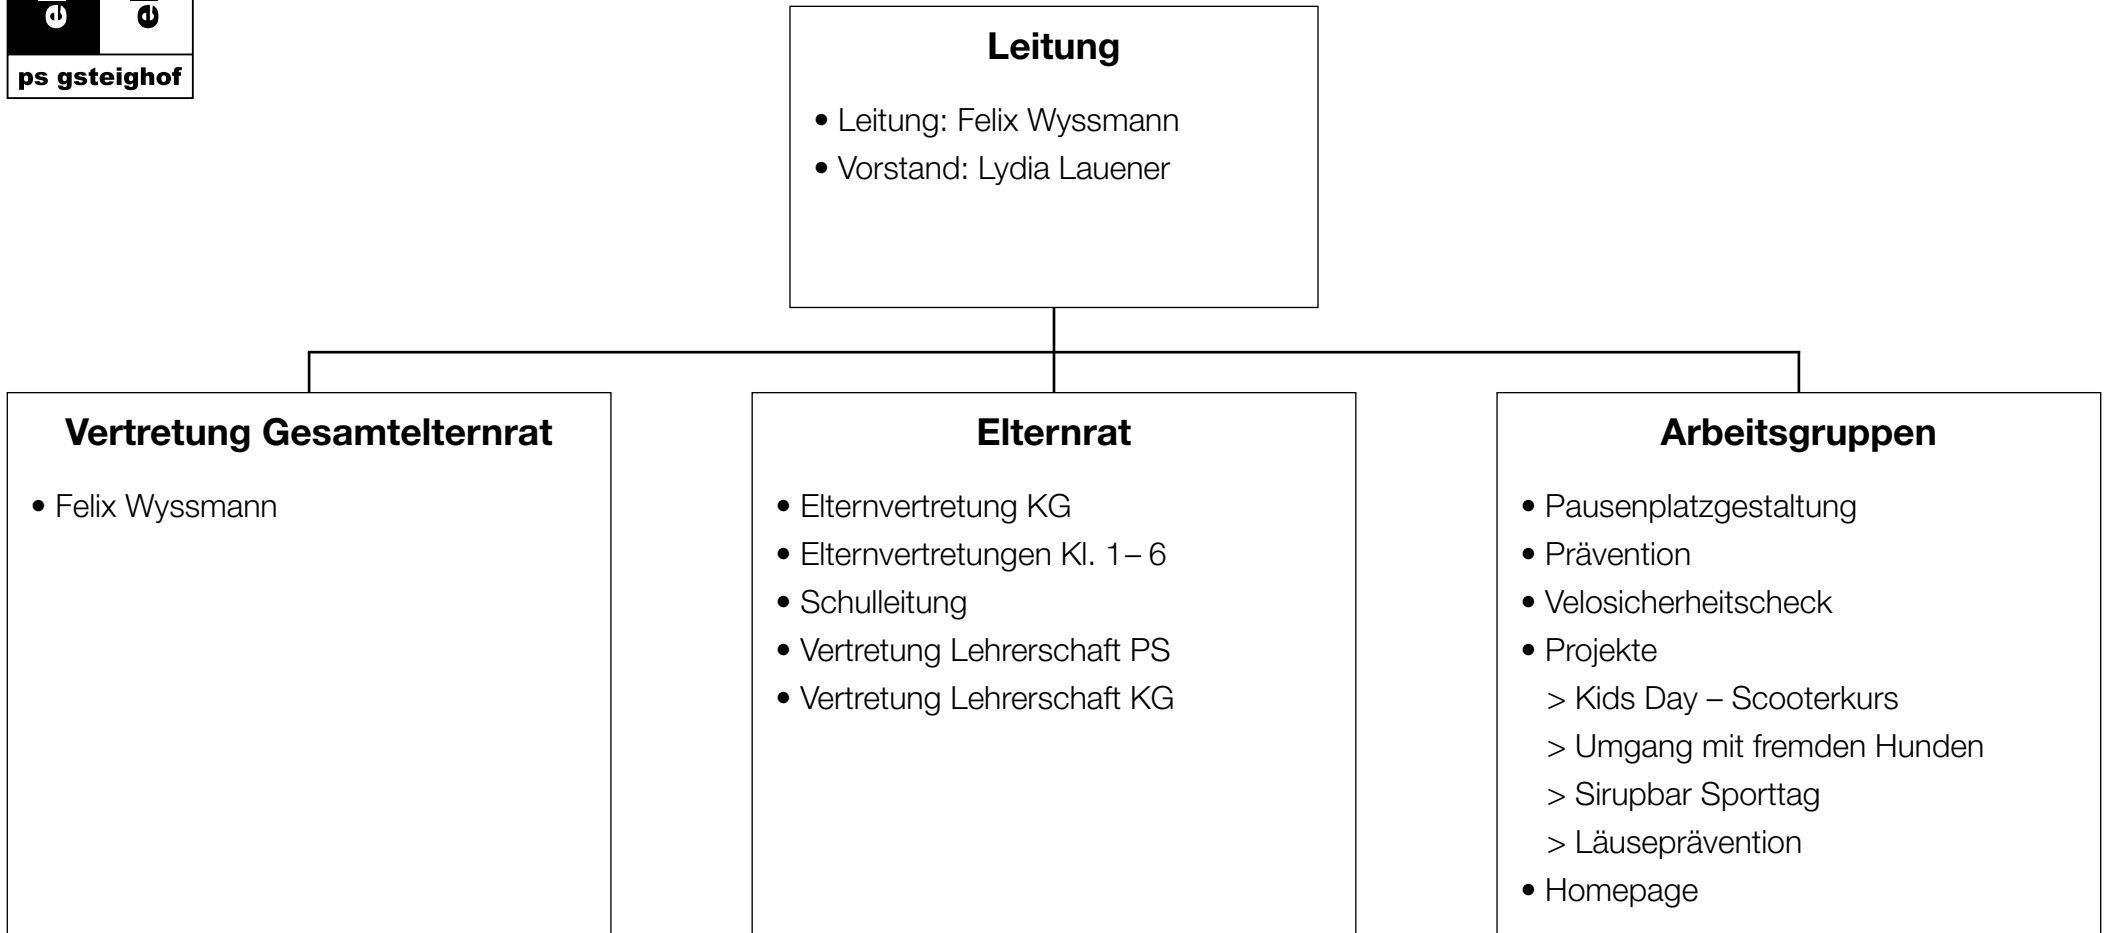 ps gsteighof
Leitung
• Leitung: Felix Wyssmann
• Vorstand: Lydia Lauener
Vertretung Gesamtelternrat
• Felix Wyssmann
Elternrat
• Elternvertretung KG
• Elternvertretungen Kl. 1– 6
• Schulleitung
• Vertretung Lehrerschaft PS
• Vertretung Lehrerschaft KG
Arbeitsgruppen
• Pausenplatzgestaltung
• Prävention
• Velosicherheitscheck
• Projekte
> Kids Day – Scooterkurs
> Umgang mit fremden Hunden
> Sirupbar Sporttag
> Läuseprävention
• Homepage